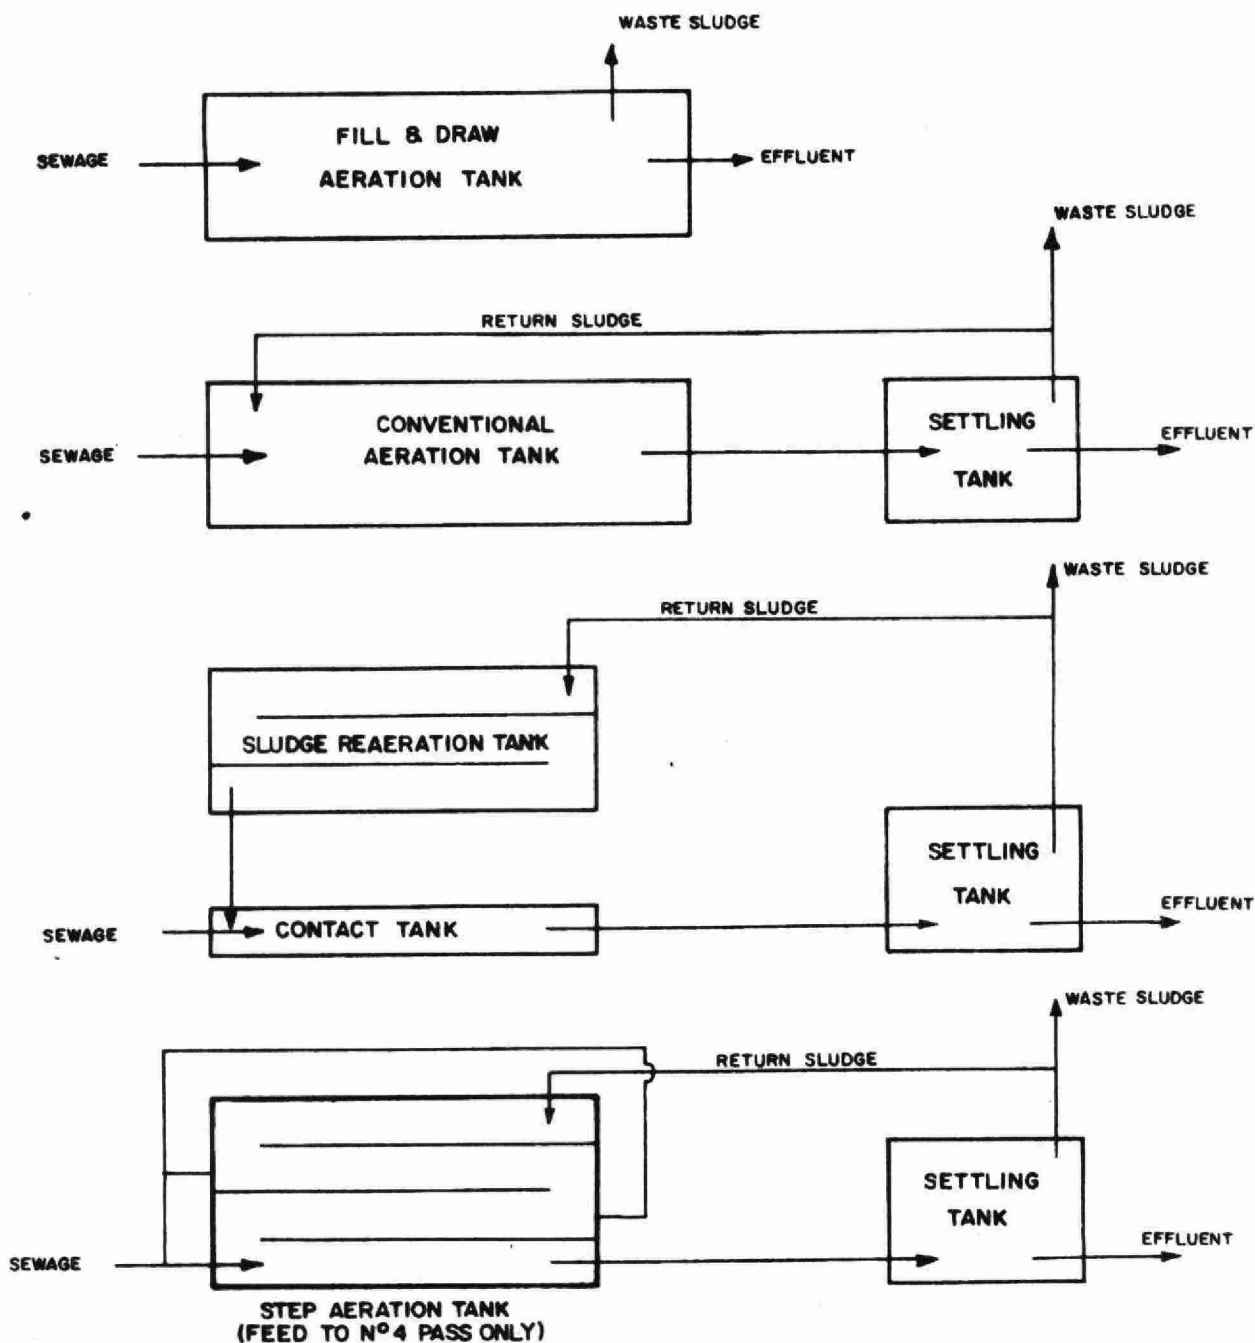 WASTE SLUDGE
FILL & DRAW
AERATION TANK
SEWAGE
EFFLUENT
WASTE SLUDGE
RETURN SLUDGE
CONVENTIONAL
AERATION TANK
SEWAGE
SETTLING
TANK
EFFLUENT
WASTE SLUDGE
RETURN SLUDGE
SLUDGE REAERATION TANK
SETTLING
TANK
SEWAGE
CONTACT TANK
EFFLUENT
WASTE SLUDGE
RETURN SLUDGE
SETTLING
TANK
SEWAGE
EFFLUENT
STEP AERATION TANK
(FEED TO Nº 4 PASS ONLY)